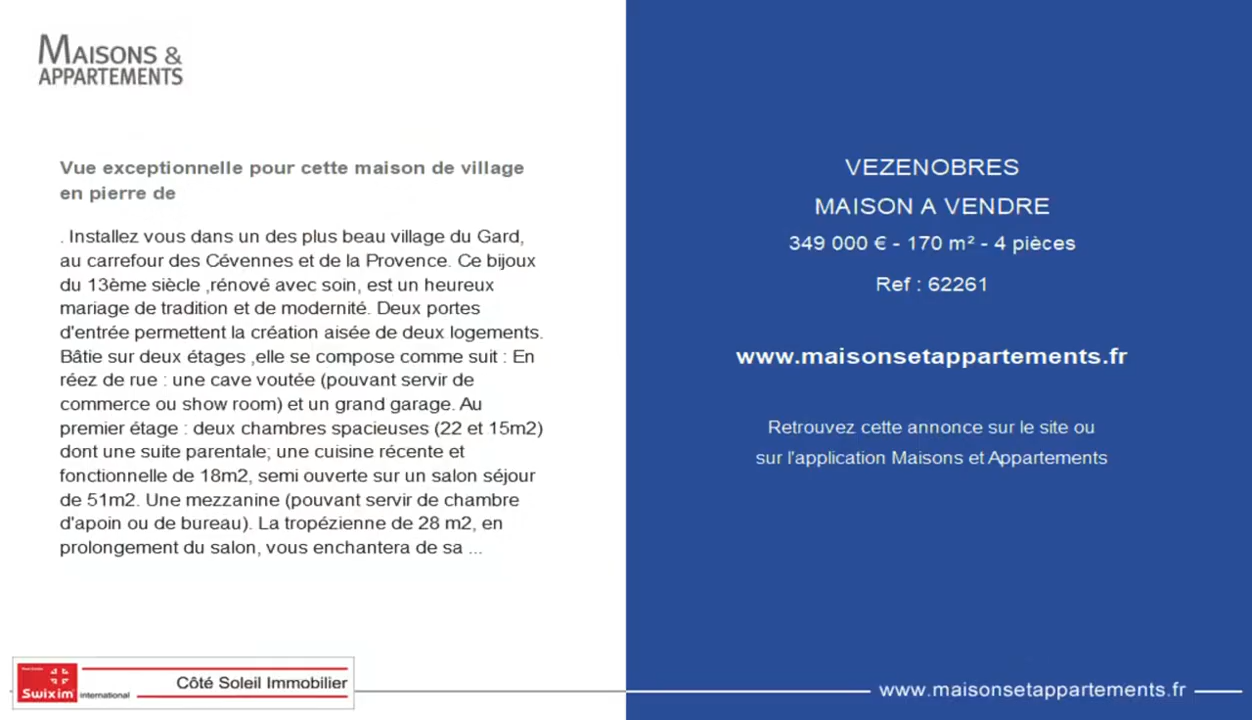 MAISONS &
APPARTEMENTS
Vue exceptionnelle pour cette maison de village
en pierre de
. Installez vous dans un des plus beau village du Gard,
au carrefour des Cévennes et de la Provence. Ce bijoux
du 13ème siècle ,rénové avec soin, est un heureux
mariage de tradition et de modernité. Deux portes
d'entrée permettent la création aisée de deux logements.
Bâtie sur deux étages ,elle se compose comme suit : En
réez de rue : une cave voutée (pouvant servir de
commerce ou show room) et un grand garage. Au
premier étage : deux chambres spacieuses (22 et 15m2)
dont une suite parentale; une cuisine récente et
fonctionnelle de 18m2, semi ouverte sur un salon séjour
de 51m2. Une mezzanine (pouvant servir de chambre
d'apoin ou de bureau). La tropézienne de 28 m2, en
prolongement du salon, vous enchantera de sa ...
Swixim international
Côté Soleil Immobilier
VEZENOBRES
MAISON A VENDRE
349 000 € - 170 m² - 4 pièces
Ref : 62261
www.maisonsetappartements.fr
Retrouvez cette annonce sur le site ou
sur l'application Maisons et Appartements
www.maisonsetappartements.fr